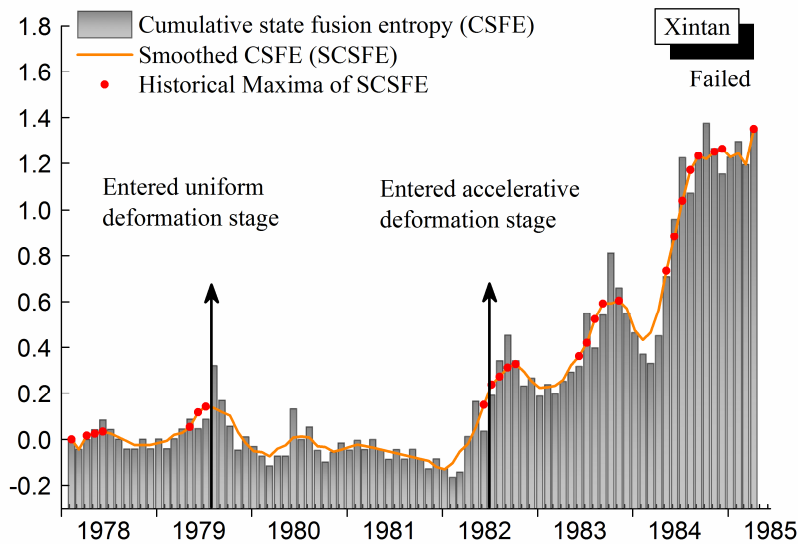 1.8
1.6
1.4
1.2
1.0
0.8
0.6
0.4
0.2
0.0
-0.2
Cumulative state fusion entropy (CSFE)
Smoothed CSFE (SCSFE)
Historical Maxima of SCSFE
Xintan
Failed
Entered uniform
deformation stage
Entered accelerative
deformation stage
1978 1979 1980 1981 1982 1983 1984 1985